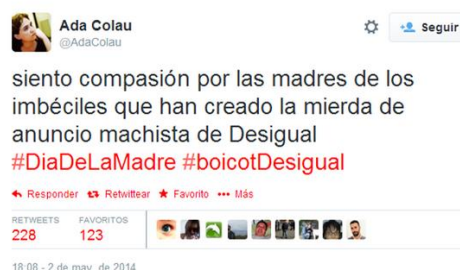 Ada Colau
@AdaColau
Seguir
siento compasión por las madres de los
imbéciles que han creado la mierda de
anuncio machista de Desigual
#DiaDeLaMadre #boicotDesigual
Responder Retwittear Favorito Más
RETWEETS FAVORITOS
228 123
18:08 - 2 de may. de 2014